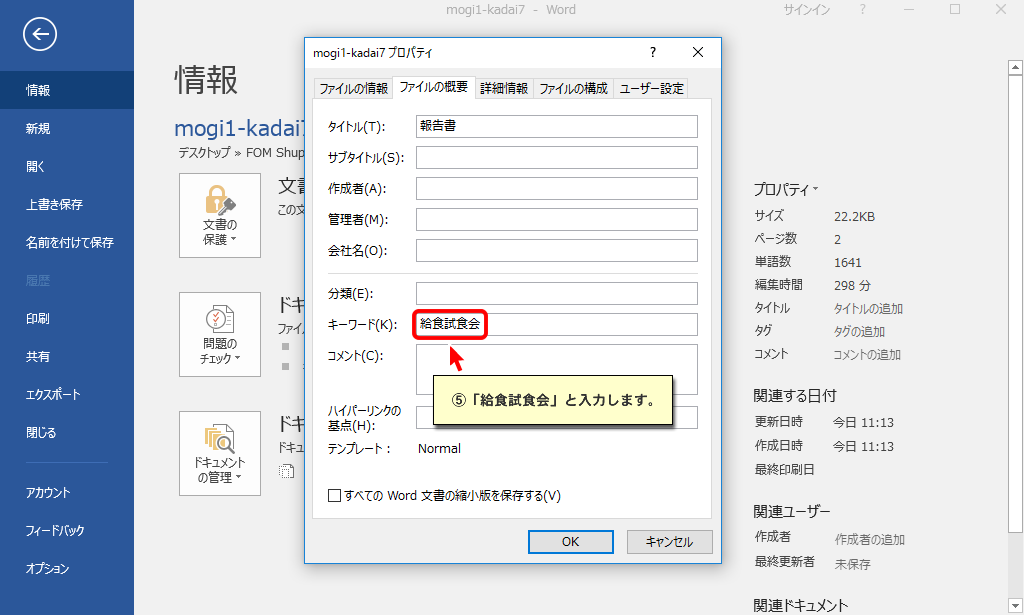 mogi1-kadai7 - Word
サインイン
?
情報
新規
開く
上書き保存
名前を付けて保存
履歴
印刷
共有
エクスポート
閉じる
アカウント
フィードバック
オプション
情報
mogi1-kadai7
デスクトップ » FOM Shup
文書の
保護
文書
この文
問題の
チェック
ドキ
ファイル
ドキュメント
の管理
ドキ
ドキュ
mogi1-kadai7 プロパティ
?
ファイルの情報
ファイルの概要
詳細情報
ファイルの構成
ユーザー設定
タイトル(T):
報告書
サブタイトル(S):
作成者(A):
管理者(M):
会社名(O):
分類(E):
キーワード(K):
給食試食会
コメント(C):
⑤「給食試食会」と入力します。
ハイパーリンクの
基点(H):
テンプレート:
Normal
すべての Word 文書の縮小版を保存する(V)
OK
キャンセル
プロパティ
サイズ 22.2KB
ページ数 2
単語数 1641
編集時間 298 分
タイトル タイトルの追加
タグ タグの追加
コメント コメントの追加
関連する日付
更新日時 今日 11:13
作成日時 今日 11:13
最終印刷日
関連ユーザー
作成者 作成者の追加
最終更新者 未保存
関連ドキュメント